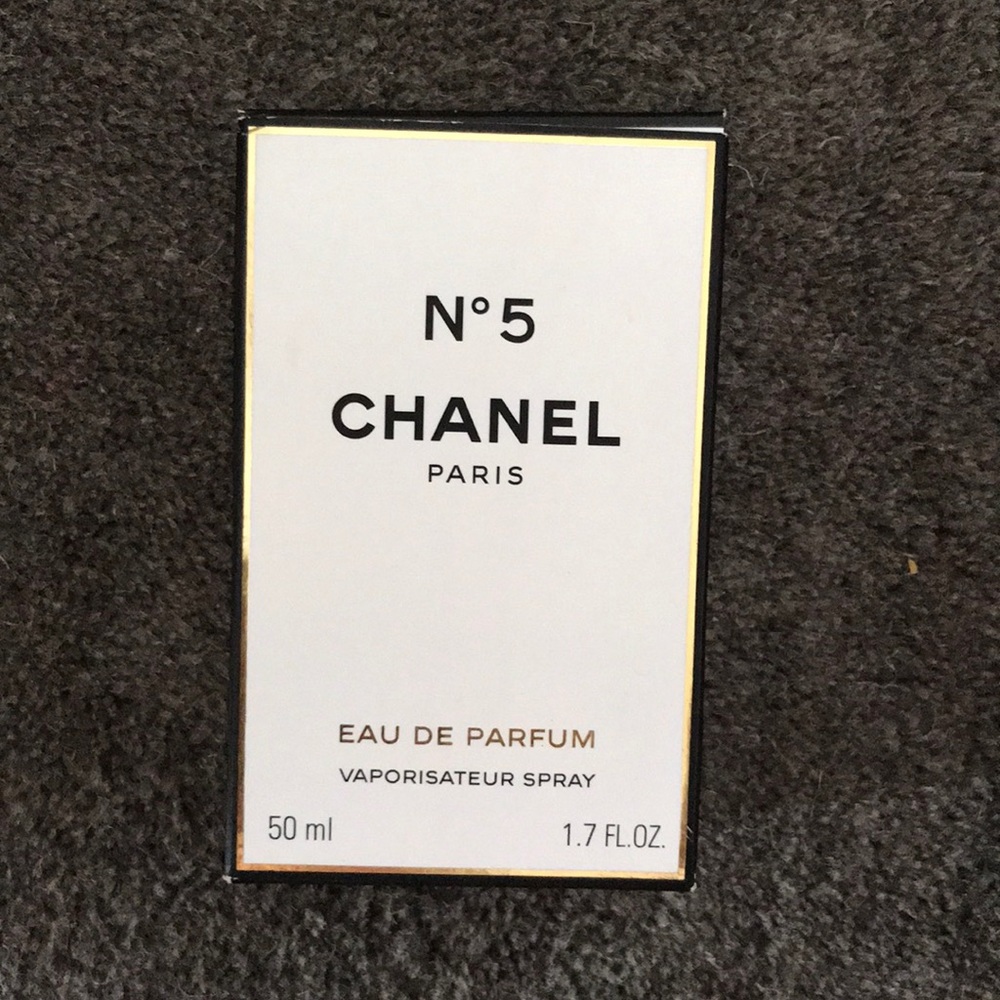 N°5
CHANEL
PARIS
EAU DE PARFUM
VAPORISATEUR SPRAY
50 ml 1.7 FL.OZ.